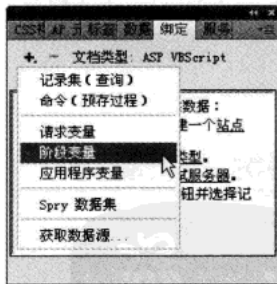 CSS样 AP 元 标签 数据 绑定 服务
文档类型: ASP VBScript
记录集(查询)
命令(预存过程)
请求变量
阶段变量
应用程序变量
Spry 数据集
获取数据源...
数据:
建一个站点
类型。
试服务器。
钮并选择记